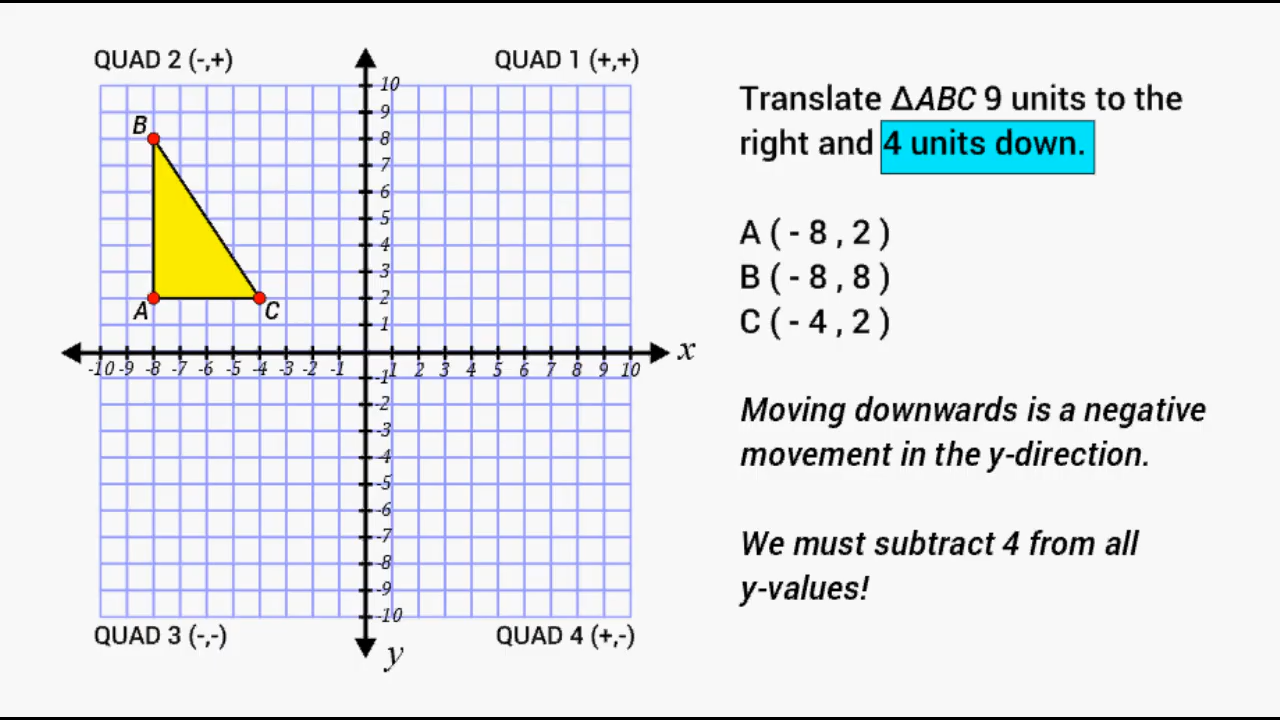 QUAD 2 (-,+)
QUAD 1 (+,+)
10
9
8
7
6
5
4
3
2
1
B
A
C
x
-10 -9 -8 -7 -6 -5 -4 -3 -2 -1 1 2 3 4 5 6 7 8 9 10
-1
-2
-3
-4
-5
-6
-7
-8
-9
-10
QUAD 3 (-,-)
QUAD 4 (+,-)
y
Translate ΔABC 9 units to the
right and 4 units down.
A ( - 8 , 2 )
B ( - 8 , 8 )
C ( - 4 , 2 )
Moving downwards is a negative
movement in the y-direction.
We must subtract 4 from all
y-values!